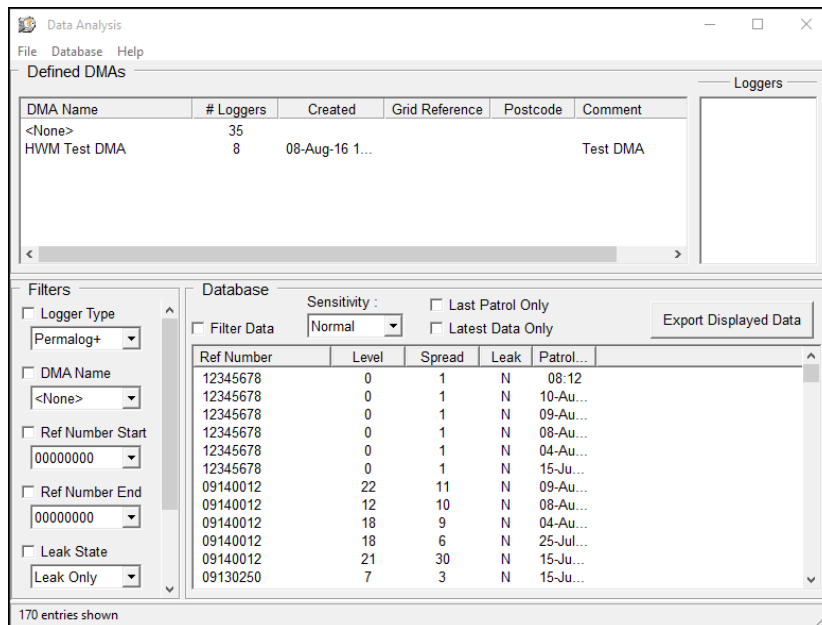 Data Analysis
File Database Help
Defined DMAs
Loggers
DMA Name # Loggers Created Grid Reference Postcode Comment
<None> 35
HWM Test DMA 8 08-Aug-16 1... Test DMA
Filters
Logger Type
Permalog+
DMA Name
<None>
Ref Number Start
00000000
Ref Number End
00000000
Leak State
Leak Only
Database
Sensitivity :
Filter Data Normal
Last Patrol Only
Latest Data Only
Export Displayed Data
Ref Number Level Spread Leak Patrol...
12345678 0 1 N 08:12
12345678 0 1 N 10-Au...
12345678 0 1 N 09-Au...
12345678 0 1 N 08-Au...
12345678 0 1 N 04-Au...
12345678 0 1 N 15-Ju...
09140012 22 11 N 09-Au...
09140012 12 10 N 08-Au...
09140012 18 9 N 04-Au...
09140012 18 6 N 25-Jul...
09140012 21 30 N 15-Ju...
09130250 7 3 N 15-Ju...
170 entries shown